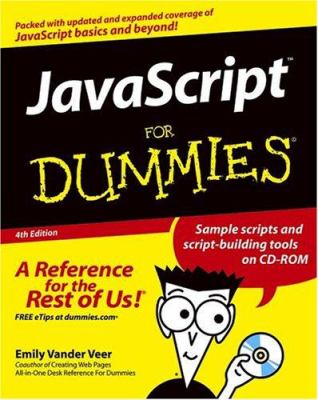 Packed with updated and expanded coverage of
JavaScript basics and beyond!
JavaScript™
FOR
DUMMIES®
4th Edition
Sample scripts and
script-building tools
on CD-ROM
A Reference
for the
Rest of Us!®
FREE eTips at dummies.com®
Emily Vander Veer
Coauthor of Creating Web Pages
All-in-One Desk Reference For Dummies